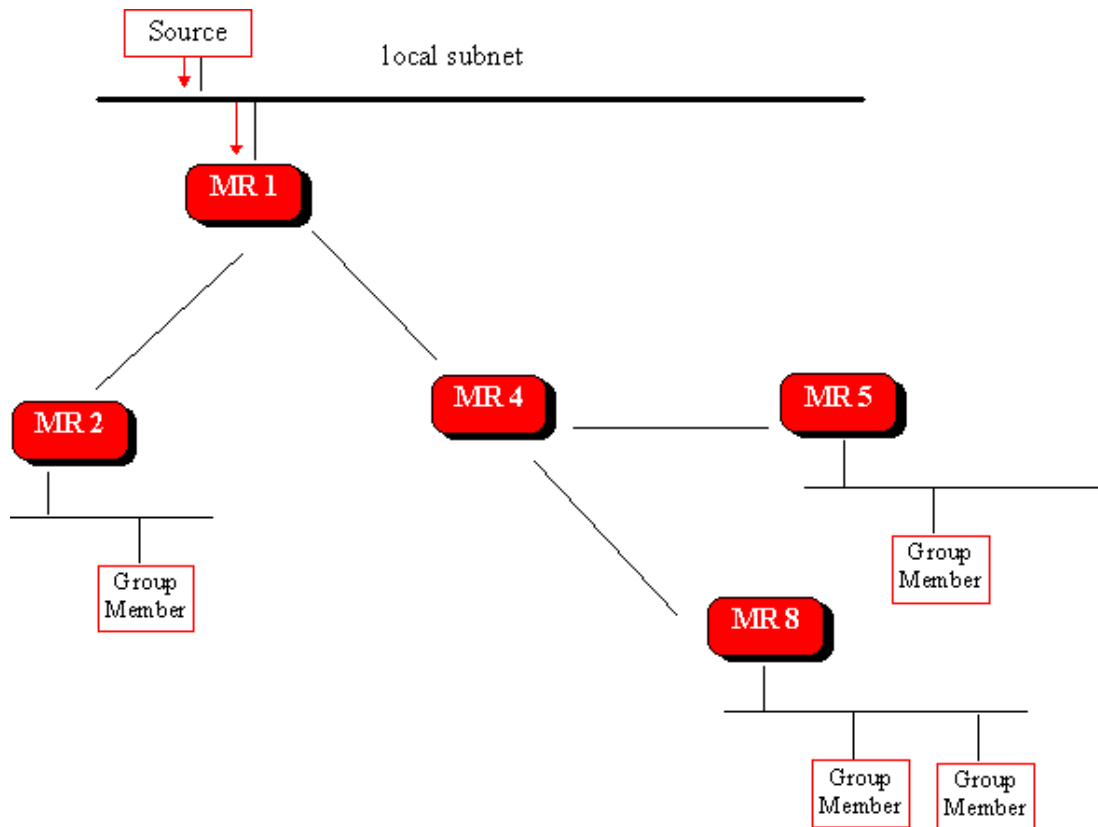 Source
local subnet
MR 1
MR 2
MR 4
MR 5
Group
Member
Group
Member
MR 8
Group
Member
Group
Member